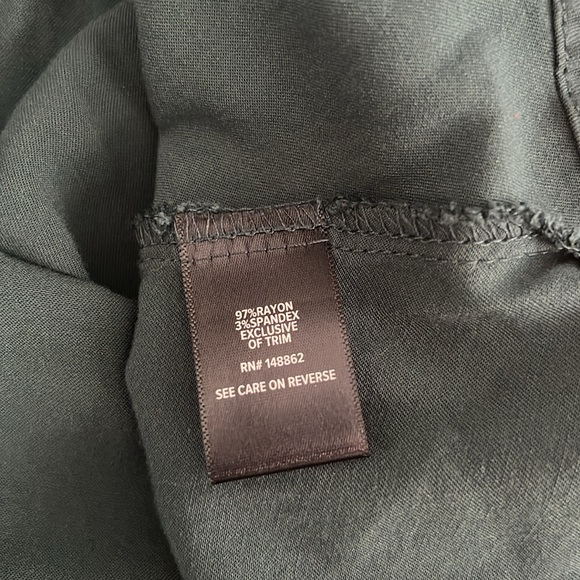 97%RAYON
3%SPANDEX
EXCLUSIVE
OF TRIM
RN# 148862
SEE CARE ON REVERSE